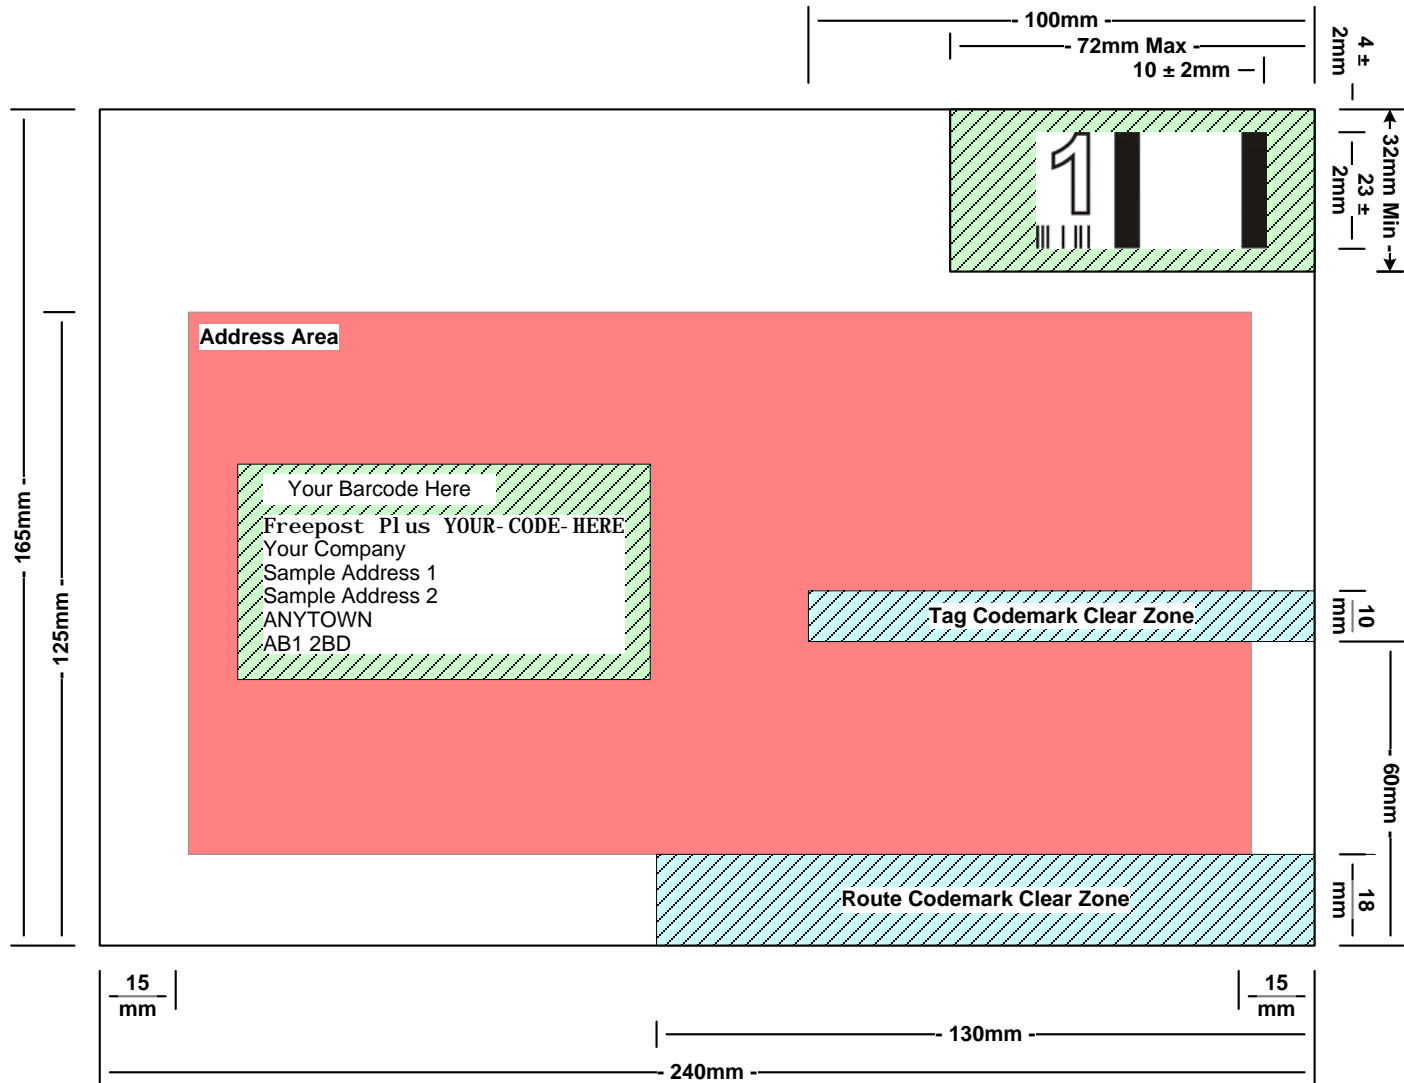 - 100mm -
- 72mm Max -
10 ± 2mm
4 ±
2mm
32mm Min
23 ±
2mm
1
Address Area
Your Barcode Here
Freepost Plus YOUR-CODE-HERE
Your Company
Sample Address 1
Sample Address 2
ANYTOWN
AB1 2BD
- 165mm -
- 125mm -
Tag Codemark Clear Zone
10
mm
- 60mm -
Route Codemark Clear Zone
18
mm
15
mm
15
mm
- 130mm -
- 240mm -